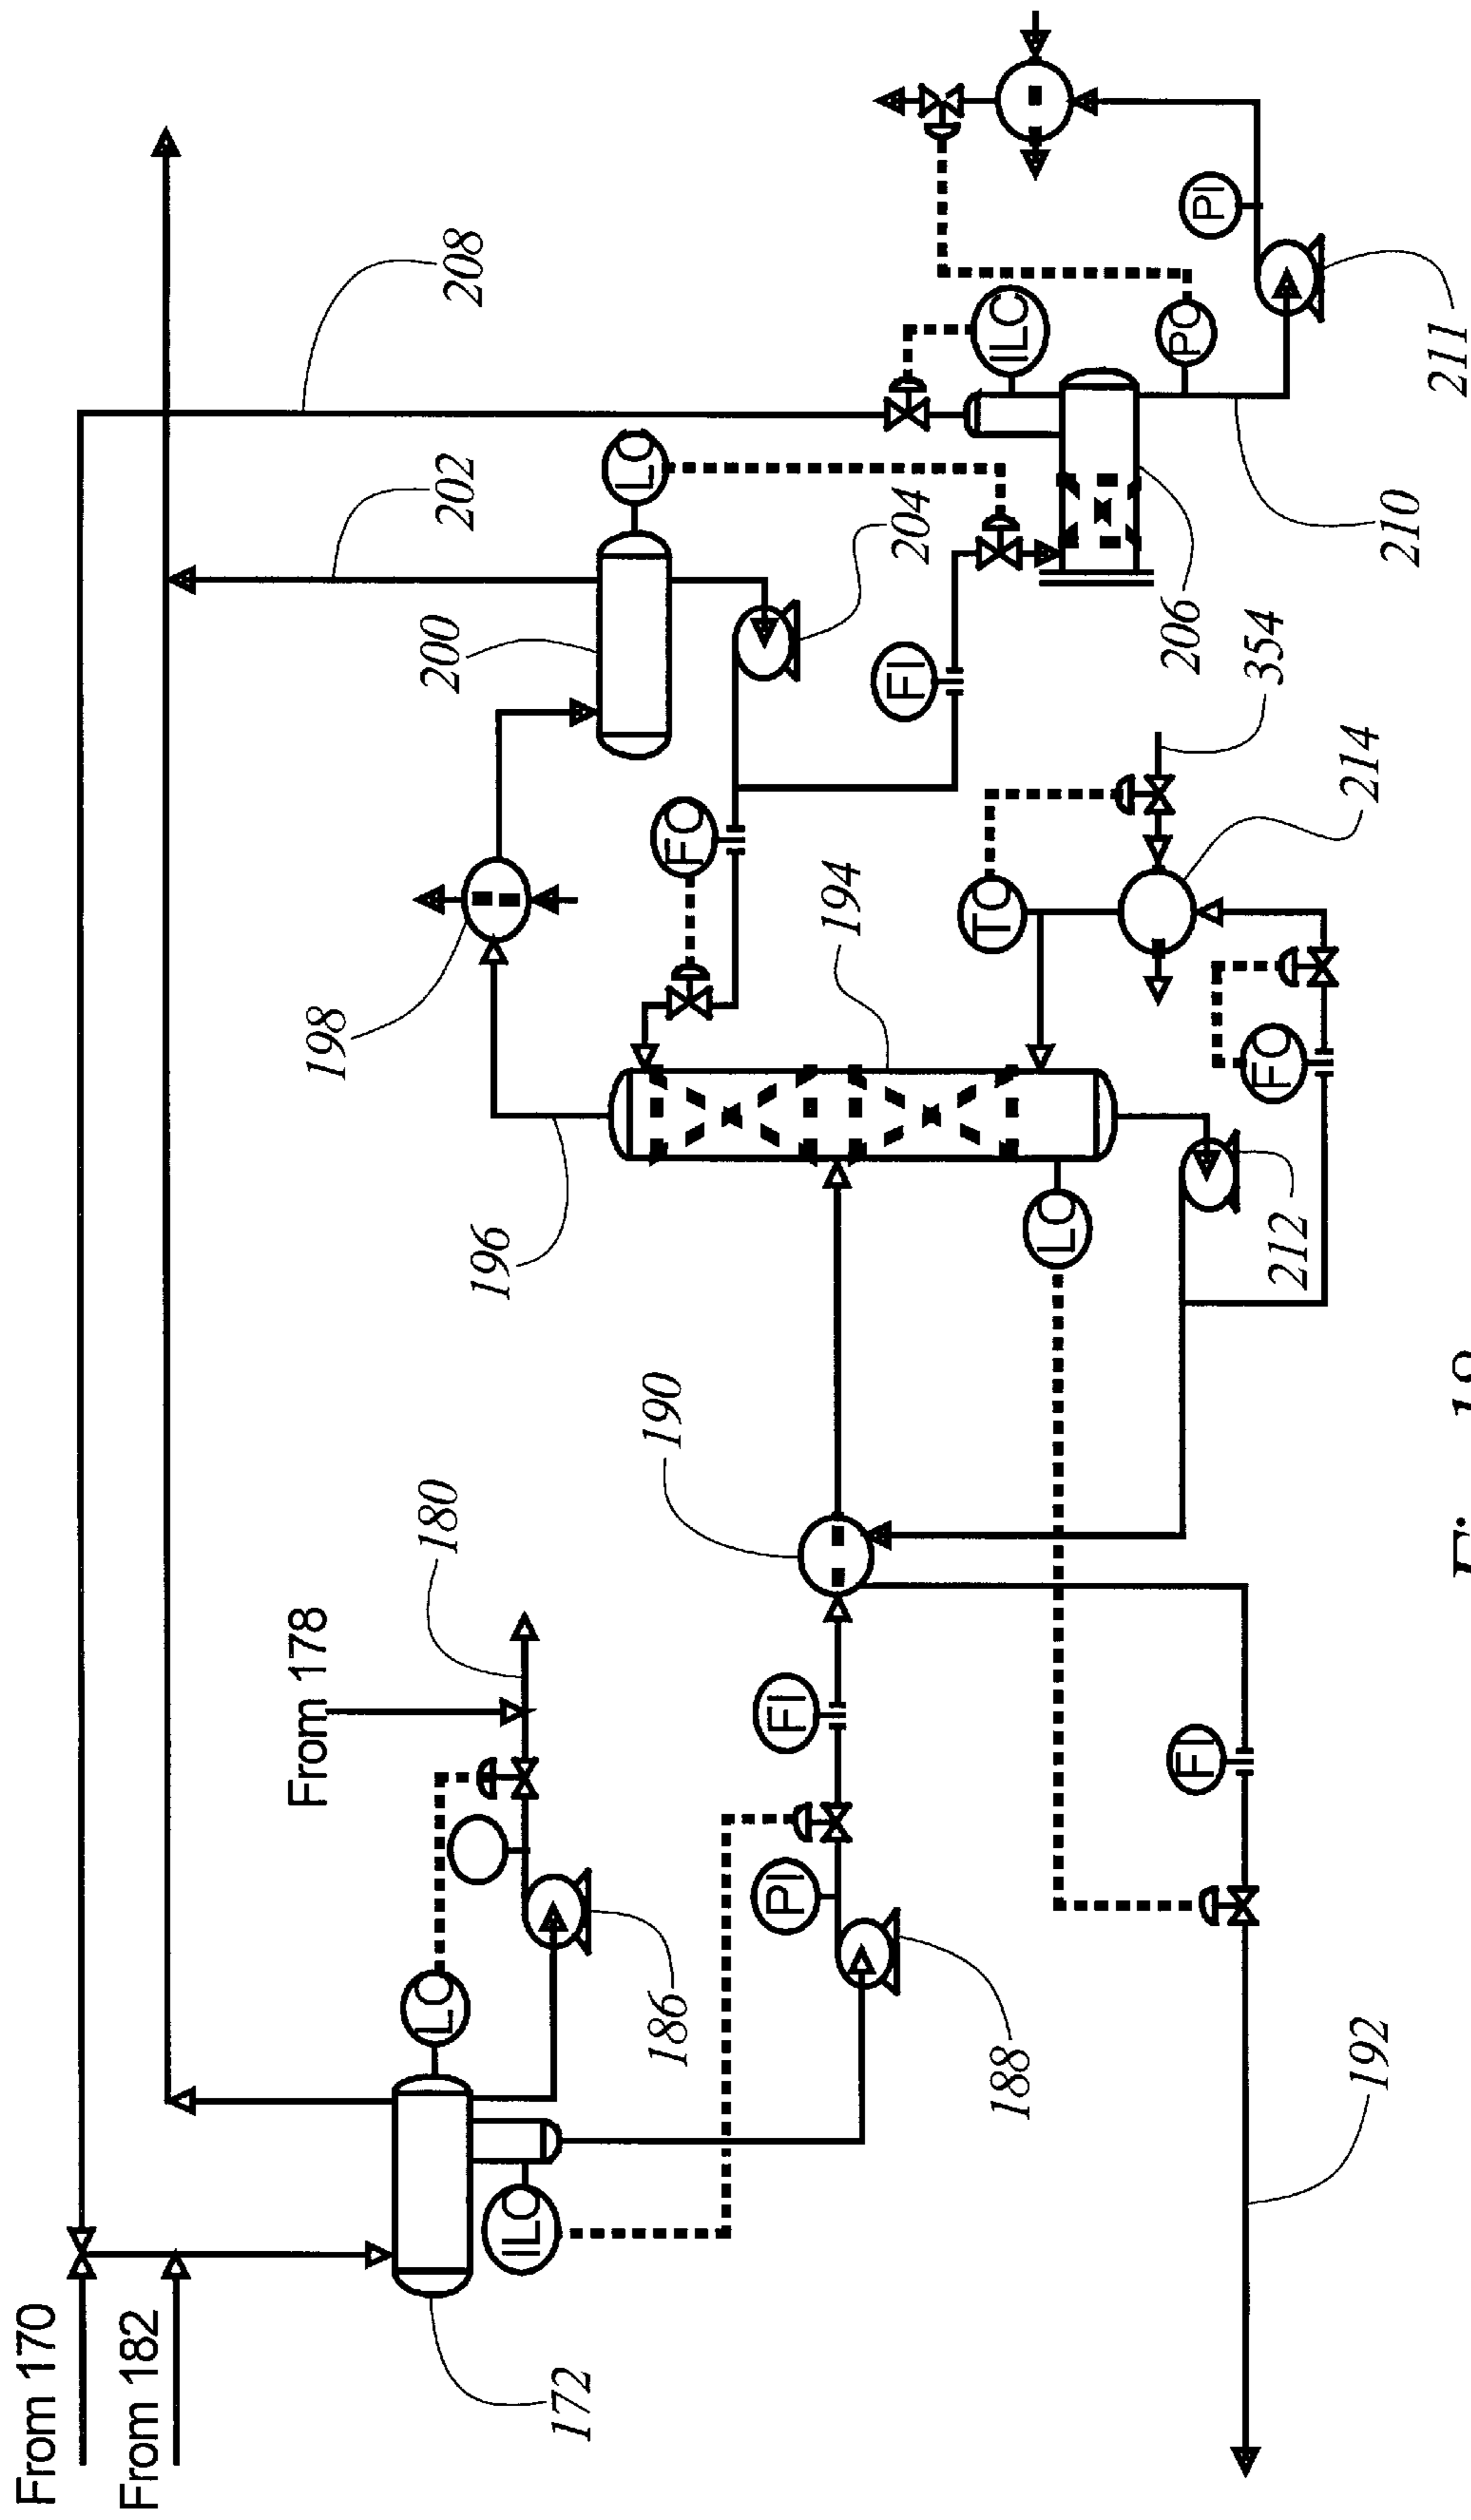 From 170
From 182
From 178
198
LC
180
200
202
208
ILC
196
172
LC
186
190
FC
PI
FI
194
FI
204
188
TC
ILC
LC
FI
206
PC
PI
212
FC
354
192
214
210
211